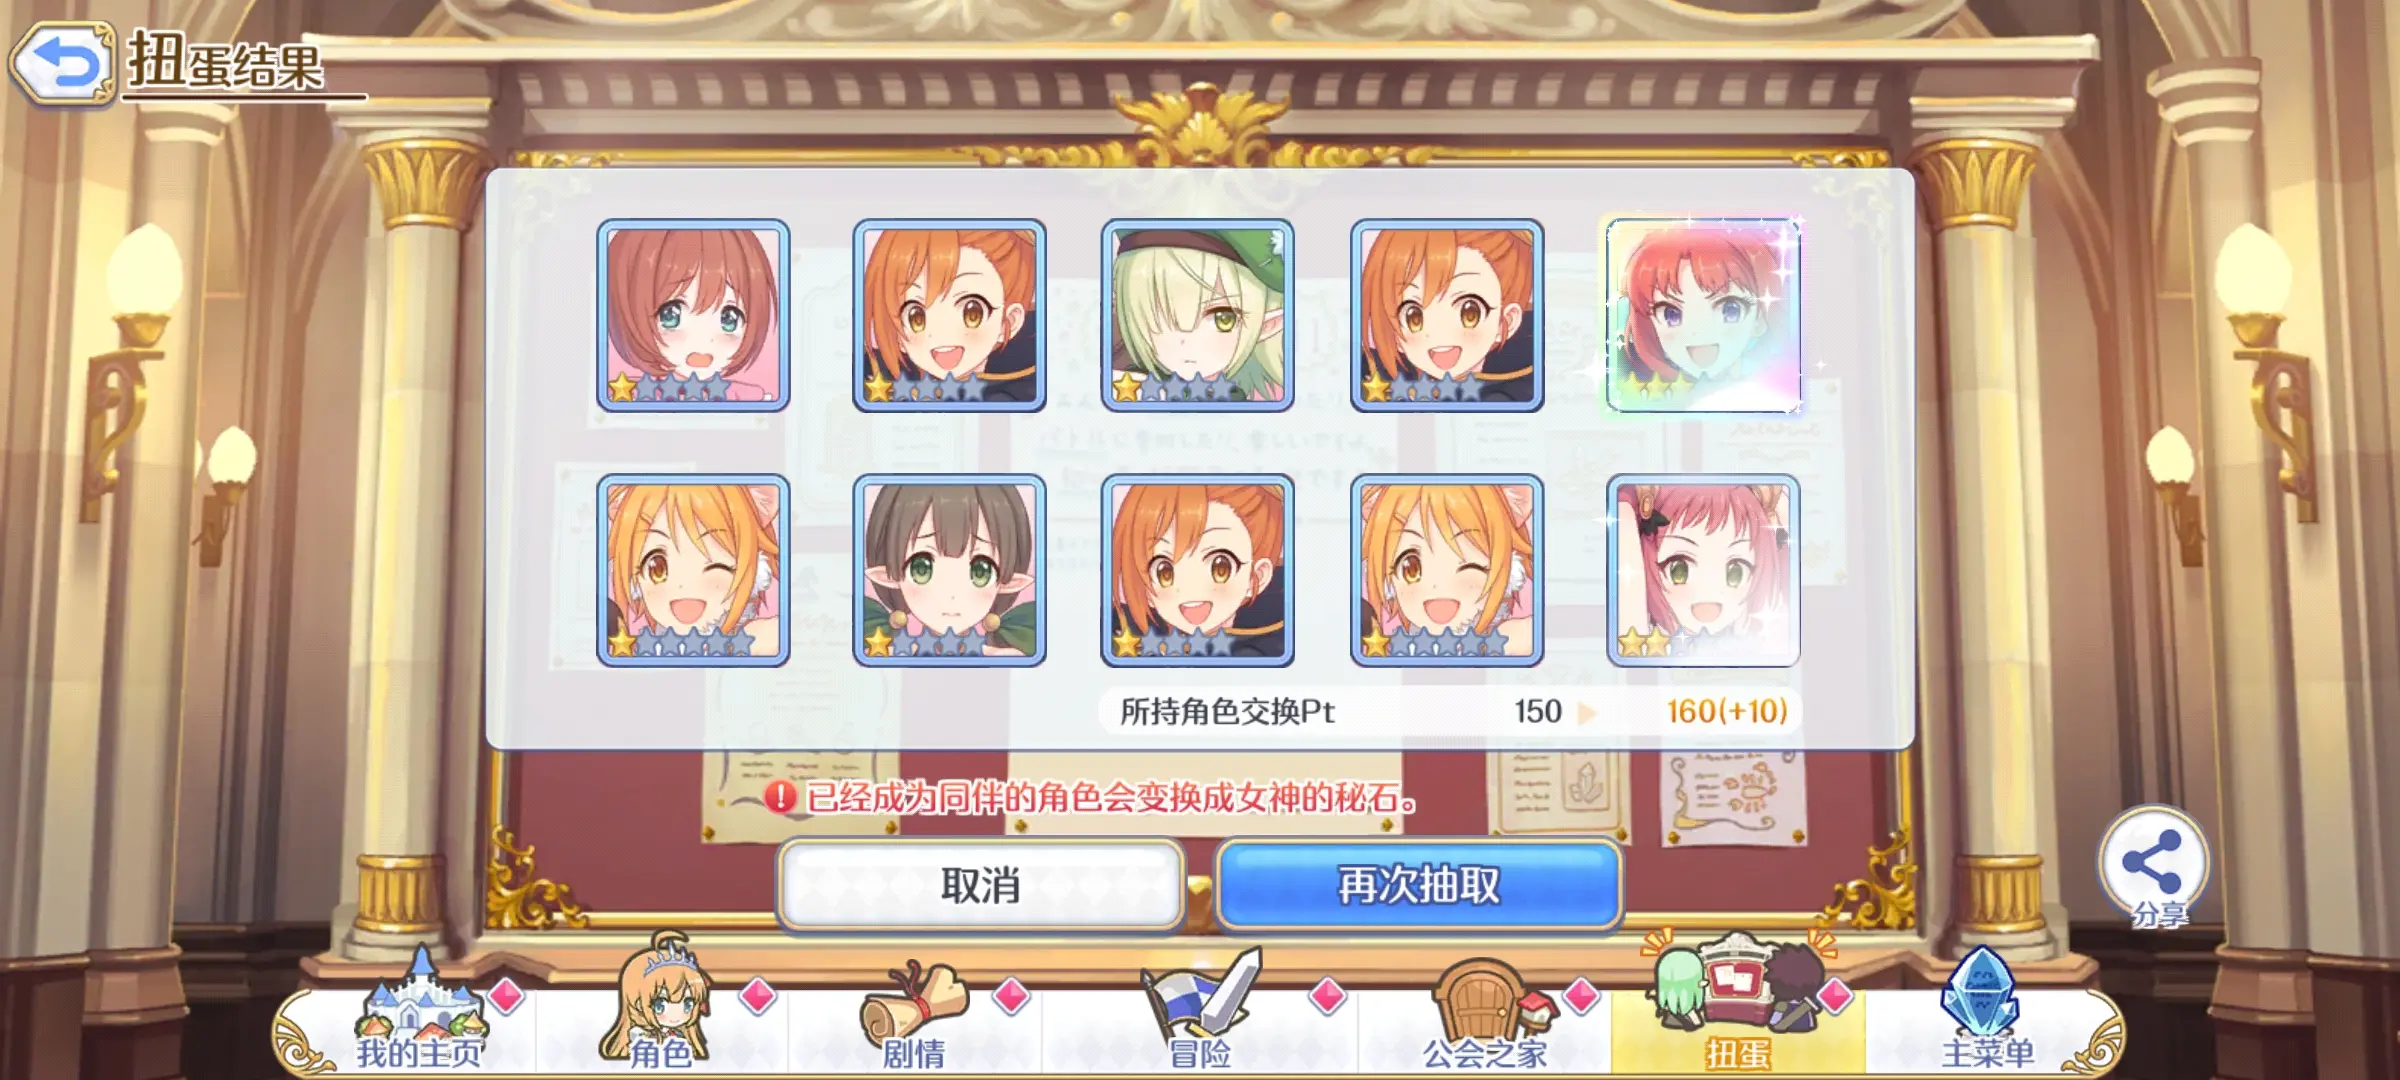 扭蛋结果
所持角色交换Pt 150 160(+10)
已经成为同伴的角色会变换成女神的秘石。
取消
再次抽取
分享
我的主页
角色
剧情
冒险
公会之家
扭蛋
主菜单